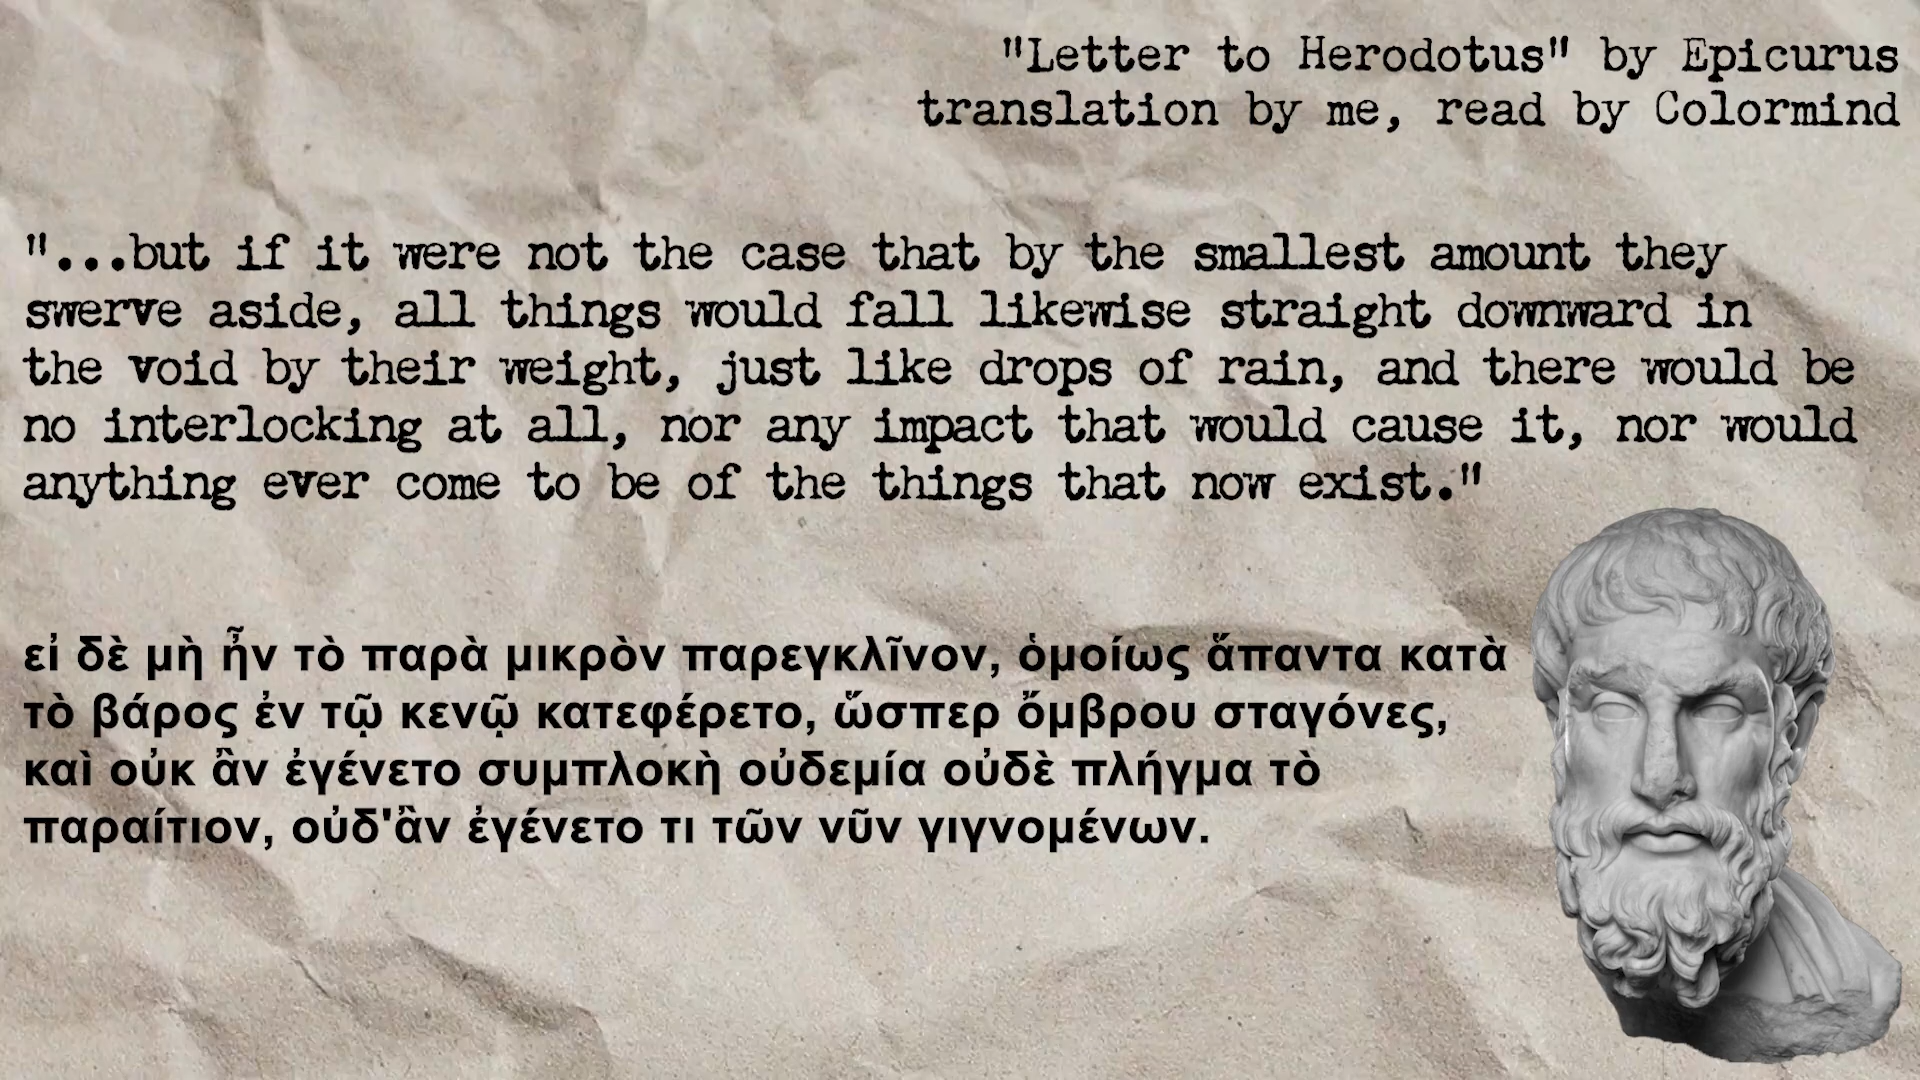 "Letter to Herodotus" by Epicurus
translation by me, read by Colormind
"...but if it were not the case that by the smallest amount they
swerve aside, all things would fall likewise straight downward in
the void by their weight, just like drops of rain, and there would be
no interlocking at all, nor any impact that would cause it, nor would
anything ever come to be of the things that now exist."
εἰ δὲ μὴ ἦν τὸ παρὰ μικρὸν παρεγκλῖνον, ὁμοίως ἅπαντα κατὰ
τὸ βάρος ἐν τῷ κενῷ κατεφέρετο, ὥσπερ ὄμβρου σταγόνες,
καὶ οὐκ ἂν ἐγένετο συμπλοκὴ οὐδεμία οὐδὲ πλήγμα τὸ
παραίτιον, οὐδ'ἂν ἐγένετο τι τῶν νῦν γιγνομένων.